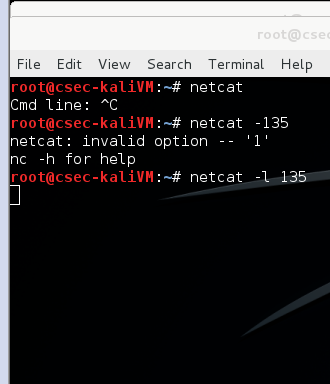 root@csec-
File Edit View Search Terminal Help
root@csec-kaliVM:~# netcat
Cmd line: ^C
root@csec-kaliVM:~# netcat -135
netcat: invalid option -- '1'
nc -h for help
root@csec-kaliVM:~# netcat -l 135